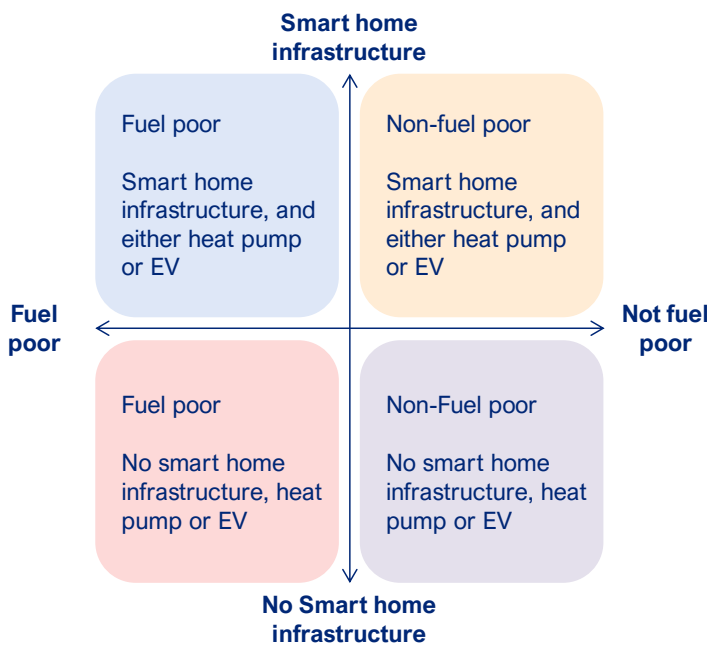 Smart home
infrastructure
Fuel poor
Smart home
infrastructure, and
either heat pump
or EV
Non-fuel poor
Smart home
infrastructure, and
either heat pump
or EV
Fuel
poor
Not fuel
poor
Fuel poor
No smart home
infrastructure, heat
pump or EV
Non-Fuel poor
No smart home
infrastructure, heat
pump or EV
No Smart home
infrastructure